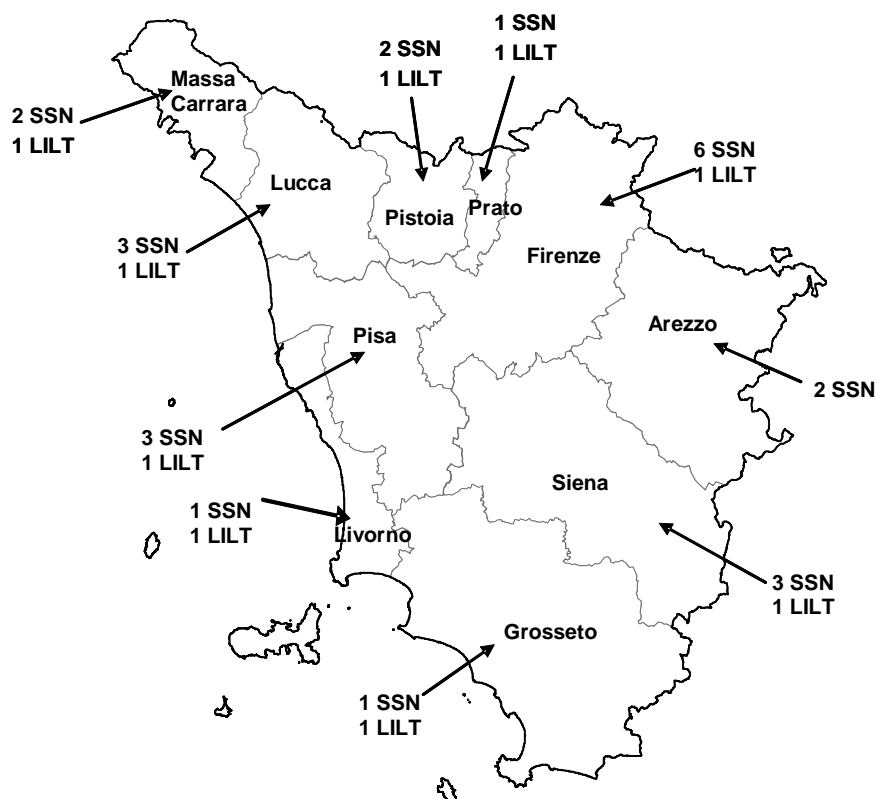 1 SSN
1 LILT
2 SSN
1 LILT
Massa
Carrara
2 SSN
1 LILT
6 SSN
1 LILT
Lucca
Pistoia
Prato
3 SSN
1 LILT
Firenze
Arezzo
Pisa
2 SSN
3 SSN
1 LILT
Siena
1 SSN
1 LILT
Livorno
3 SSN
1 LILT
Grosseto
1 SSN
1 LILT